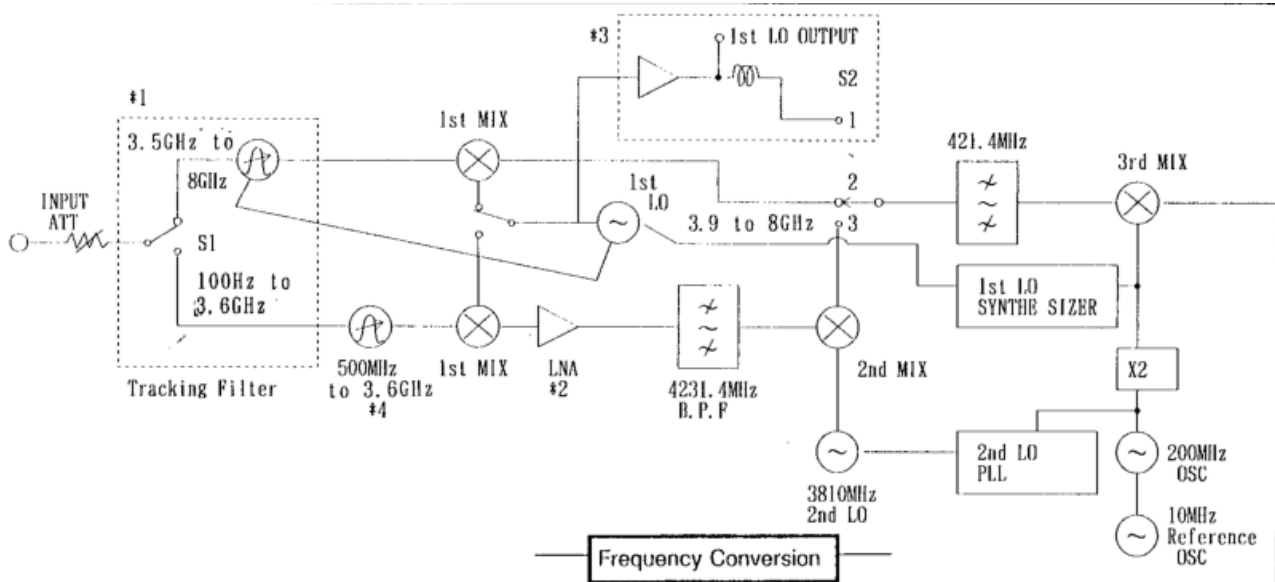 *3
1st LO OUTPUT
S2
1
*1
3.5GHz to
8GHz
1st MIX
421.4MHz
3rd MIX
INPUT
ATT
S1
1st
LO
3.9 to 8GHz
2
3
100Hz to
3.6GHz
1st LO
SYNTHE SIZER
Tracking Filter
500MHz
to 3.6GHz
*4
1st MIX
LNA
*2
4231.4MHz
B.P.F
2nd MIX
X2
3810MHz
2nd LO
2nd LO
PLL
200MHz
OSC
10MHz
Reference
OSC
Frequency Conversion